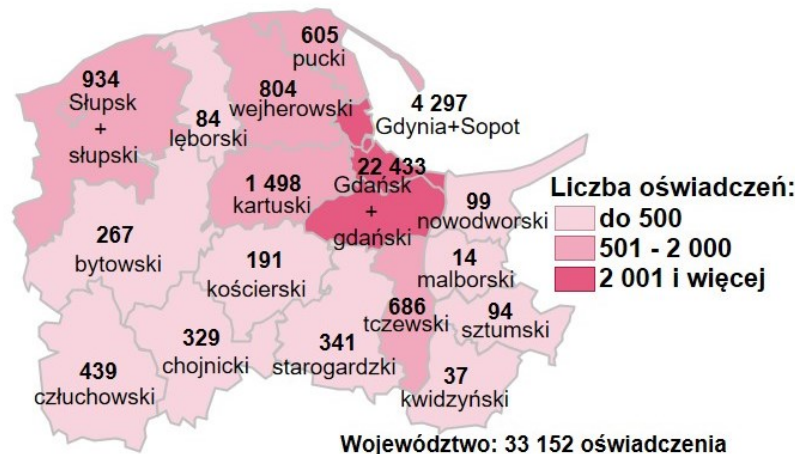 605
pucki
934
Słupsk
+
słupski
804
wejherowski
84
lęborski
4 297
Gdynia+Sopot
22 433
Gdańsk
+
gdański
1 498
kartuski
99
nowodworski
Liczba oświadczeń:
do 500
501 - 2 000
2 001 i więcej
267
bytowski
191
kościerski
14
malborski
686
tczewski
94
sztumski
439
człuchowski
329
chojnicki
341
starogardzki
37
kwidzyński
Województwo: 33 152 oświadczenia